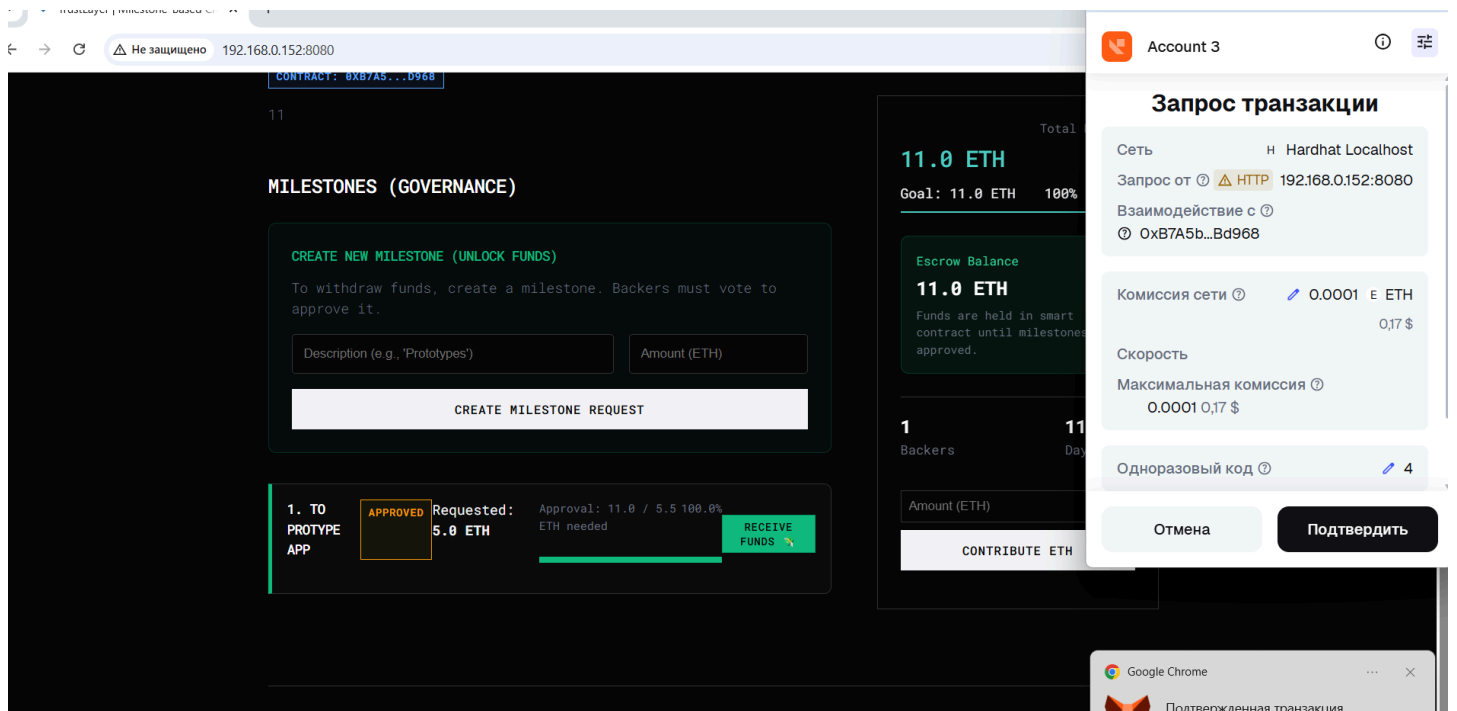 TrustLayer | Milestone-Based C
Не защищено 192.168.0.152:8080
CONTRACT: 0XB7A5...D968
11
MILESTONES (GOVERNANCE)
CREATE NEW MILESTONE (UNLOCK FUNDS)
To withdraw funds, create a milestone. Backers must vote to
approve it.
Description (e.g., 'Prototypes')
Amount (ETH)
CREATE MILESTONE REQUEST
1. TO
PROTYPE
APP
APPROVED
Requested:
5.0 ETH
Approval: 11.0 / 5.5 100.0%
ETH needed
RECEIVE
FUNDS
Total
11.0 ETH
Goal: 11.0 ETH 100%
Escrow Balance
11.0 ETH
Funds are held in smart
contract until milestones
approved.
1
Backers
11
Day
Amount (ETH)
CONTRIBUTE ETH
Account 3
Запрос транзакции
Сеть H Hardhat Localhost
Запрос от HTTP 192.168.0.152:8080
Взаимодействие с
0xB7A5b...Bd968
Комиссия сети 0.0001 E ETH
0,17 $
Скорость
Максимальная комиссия
0.0001 0,17 $
Одноразовый код 4
Отмена
Подтвердить
Google Chrome
Подтвержденная транзакция